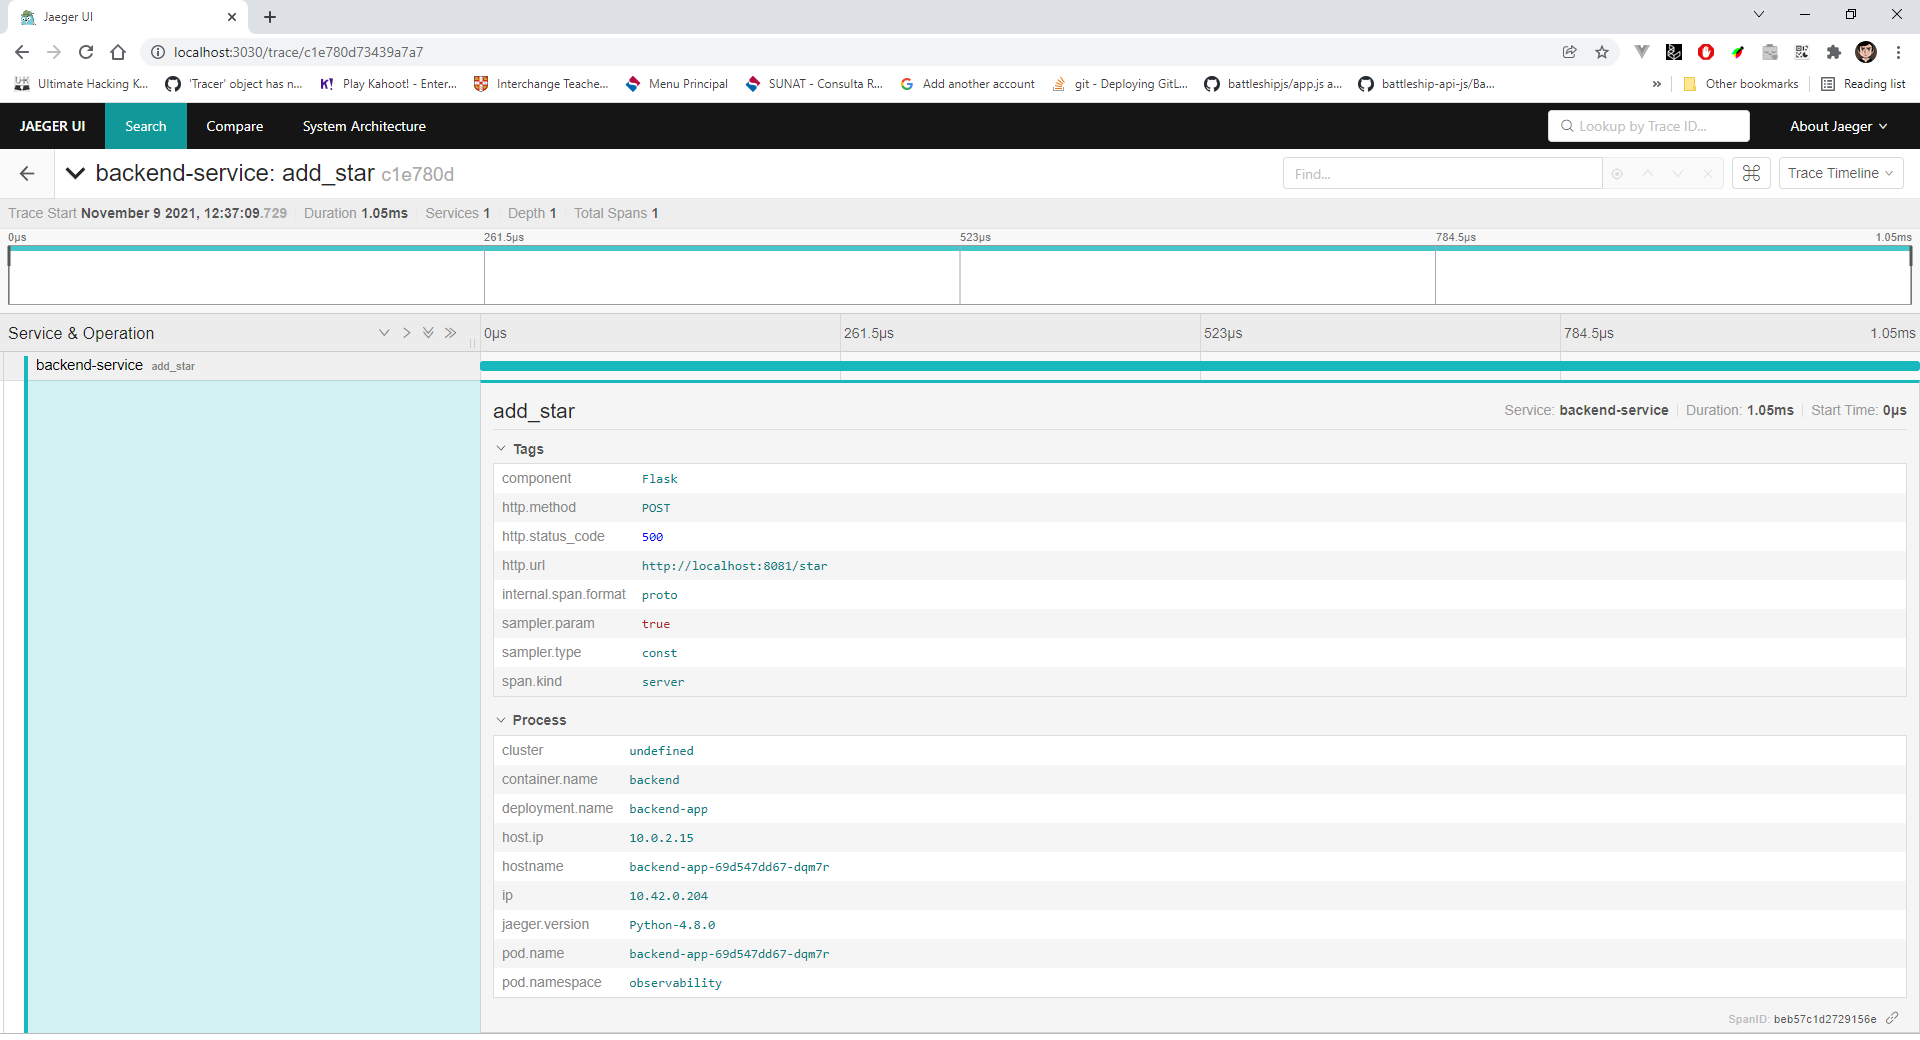 Jaeger UI
localhost:3030/trace/c1e780d73439a7a7
Ultimate Hacking K... 'Tracer' object has n... K! Play Kahoot! - Enter... Interchange Teache... Menu Principal SUNAT - Consulta R... Add another account git - Deploying GitL... battleshipjs/app.js a... battleship-api-js/Ba... » Other bookmarks Reading list
JAEGER UI Search Compare System Architecture Lookup by Trace ID... About Jaeger
backend-service: add_star c1e780d Find... Trace Timeline
Trace Start November 9 2021, 12:37:09.729 Duration 1.05ms Services 1 Depth 1 Total Spans 1
0μs 261.5μs 523μs 784.5μs 1.05ms
Service & Operation 0μs 261.5μs 523μs 784.5μs 1.05ms
backend-service add_star
add_star Service: backend-service Duration: 1.05ms Start Time: 0μs
Tags
component Flask
http.method POST
http.status_code 500
http.url http://localhost:8081/star
internal.span.format proto
sampler.param true
sampler.type const
span.kind server
Process
cluster undefined
container.name backend
deployment.name backend-app
host.ip 10.0.2.15
hostname backend-app-69d547dd67-dqm7r
ip 10.42.0.204
jaeger.version Python-4.8.0
pod.name backend-app-69d547dd67-dqm7r
pod.namespace observability
SpanID: beb57c1d2729156e